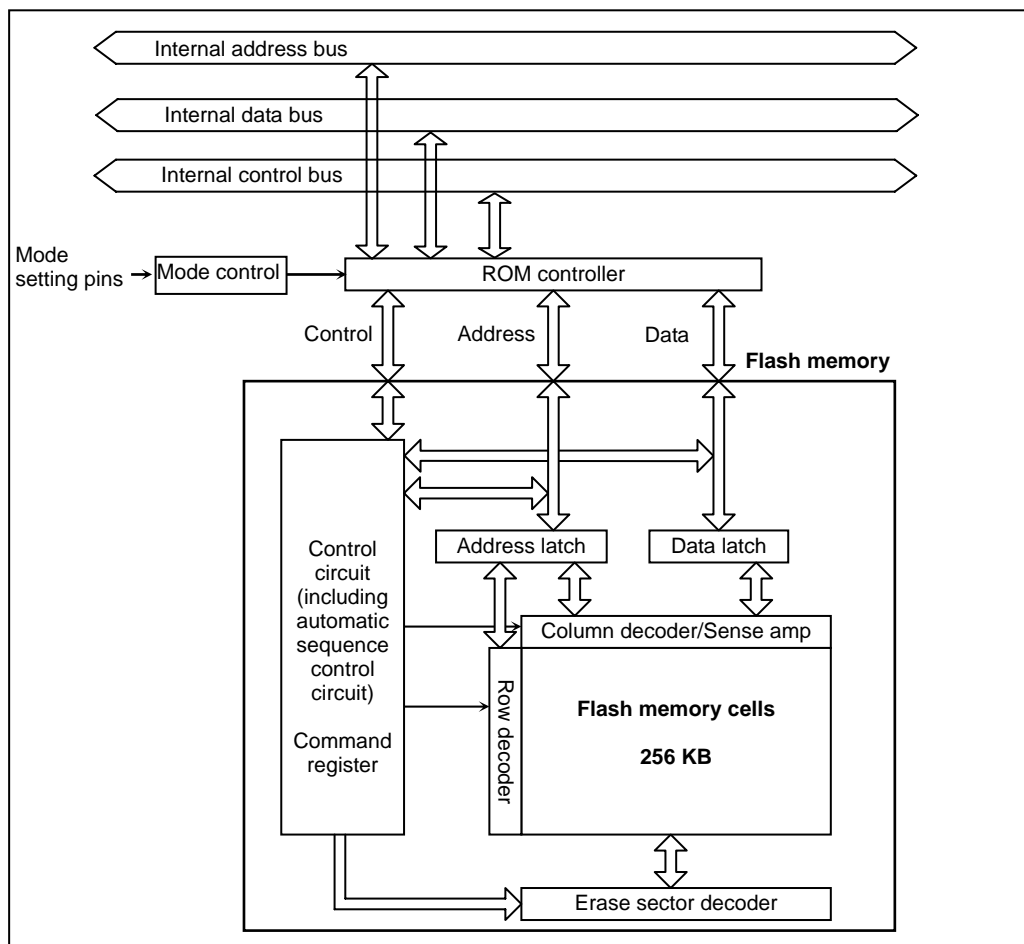 Internal address bus
Internal data bus
Internal control bus
Mode
setting pins
Mode control
ROM controller
Control
Address
Data
Flash memory
Control
circuit
(including
automatic
sequence
control
circuit)
Command
register
Address latch
Data latch
Column decoder/Sense amp
Row decoder
Flash memory cells
256 KB
Erase sector decoder